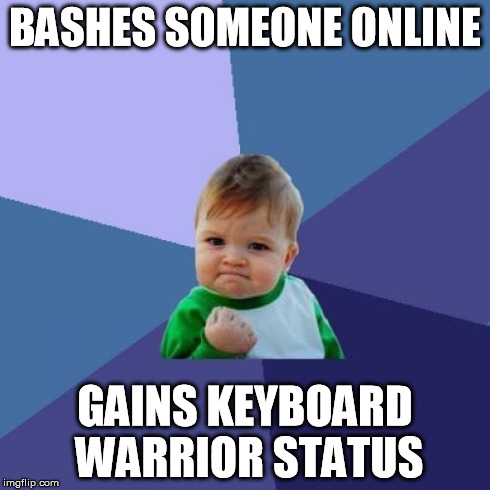 BASHES SOMEONE ONLINE
GAINS KEYBOARD
WARRIOR STATUS
imgflip.com